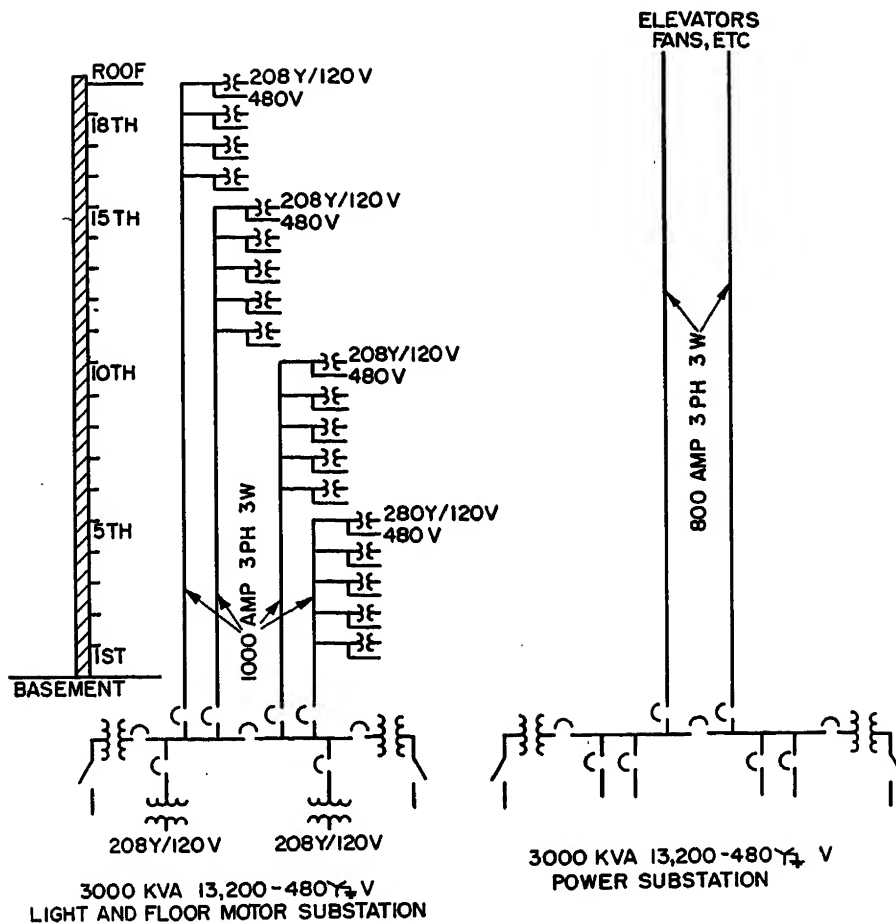 ELEVATORS
FANS, ETC
ROOF
208Y/120V
480V
18TH
15TH
208Y/120V
480V
10TH
208Y/120V
480V
5TH
280Y/120V
480V
1000 AMP 3PH 3W
800 AMP 3PH 3W
1ST
BASEMENT
208Y/120V
208Y/120V
3000 KVA 13,200-480Y V
LIGHT AND FLOOR MOTOR SUBSTATION
3000 KVA 13,200-480Y V
POWER SUBSTATION